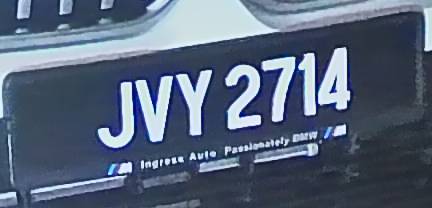 JVY 2714
///M Ingress Auto Passionately BMW ///M